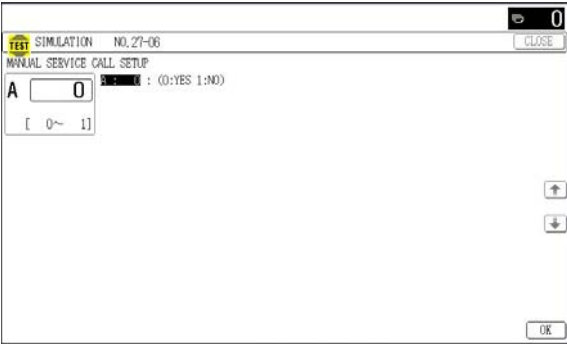 0
TEST SIMULATION NO.27-06 CLOSE
MANUAL SERVICE CALL SETUP
A 0 A : 0 : (0:YES 1:NO)
[ 0~ 1]
OK